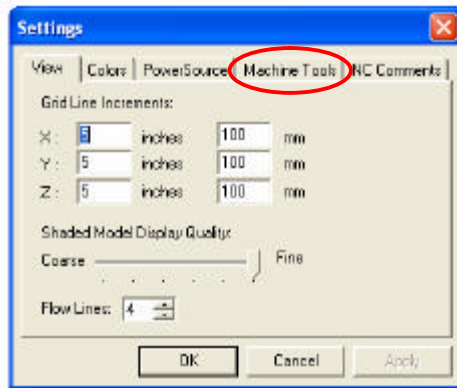 Settings
View Colors PowerSource Machine Tools NC Comments
Grid Line Increments:
X: 5 inches 100 mm
Y: 5 inches 100 mm
Z: 5 inches 100 mm
Shaded Model Display Quality:
Coarse Fine
Flow Lines: 4
OK Cancel Apply